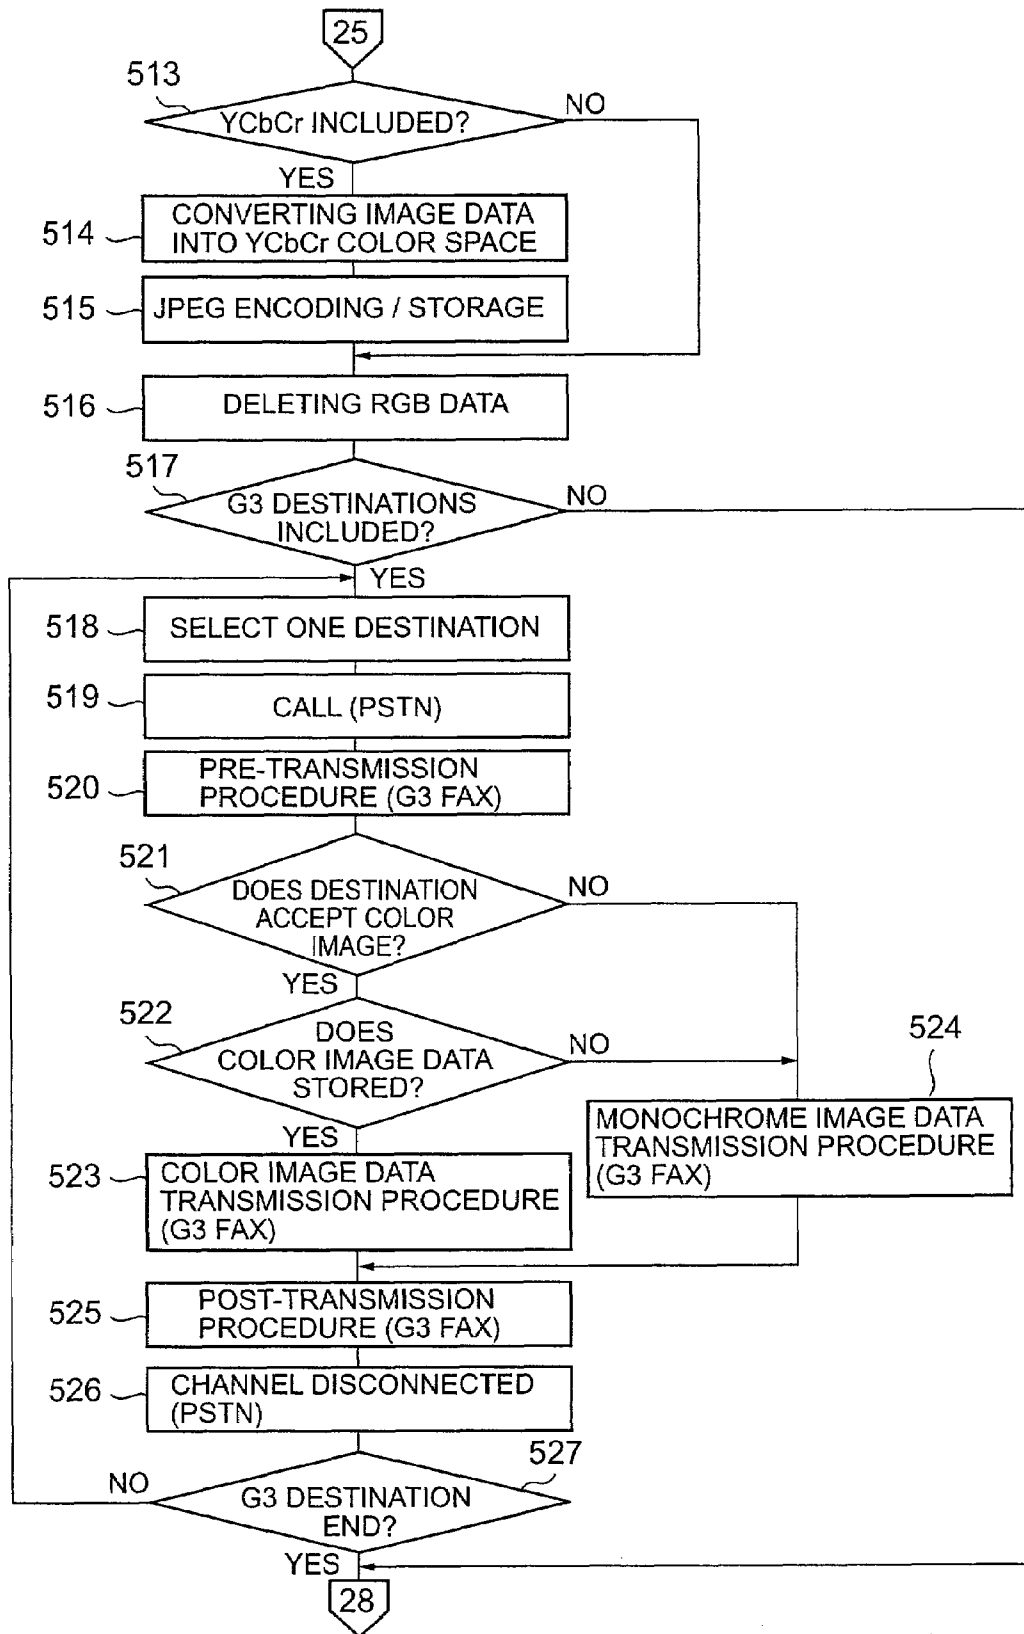 25
513
YCbCr INCLUDED?
NO
YES
514
CONVERTING IMAGE DATA
INTO YCbCr COLOR SPACE
515
JPEG ENCODING / STORAGE
516
DELETING RGB DATA
517
G3 DESTINATIONS
INCLUDED?
NO
YES
518
SELECT ONE DESTINATION
519
CALL (PSTN)
520
PRE-TRANSMISSION
PROCEDURE (G3 FAX)
521
DOES DESTINATION
ACCEPT COLOR
IMAGE?
NO
YES
522
DOES
COLOR IMAGE DATA
STORED?
NO
YES
524
MONOCHROME IMAGE DATA
TRANSMISSION PROCEDURE
(G3 FAX)
523
COLOR IMAGE DATA
TRANSMISSION PROCEDURE
(G3 FAX)
525
POST-TRANSMISSION
PROCEDURE (G3 FAX)
526
CHANNEL DISCONNECTED
(PSTN)
527
G3 DESTINATION
END?
NO
YES
28